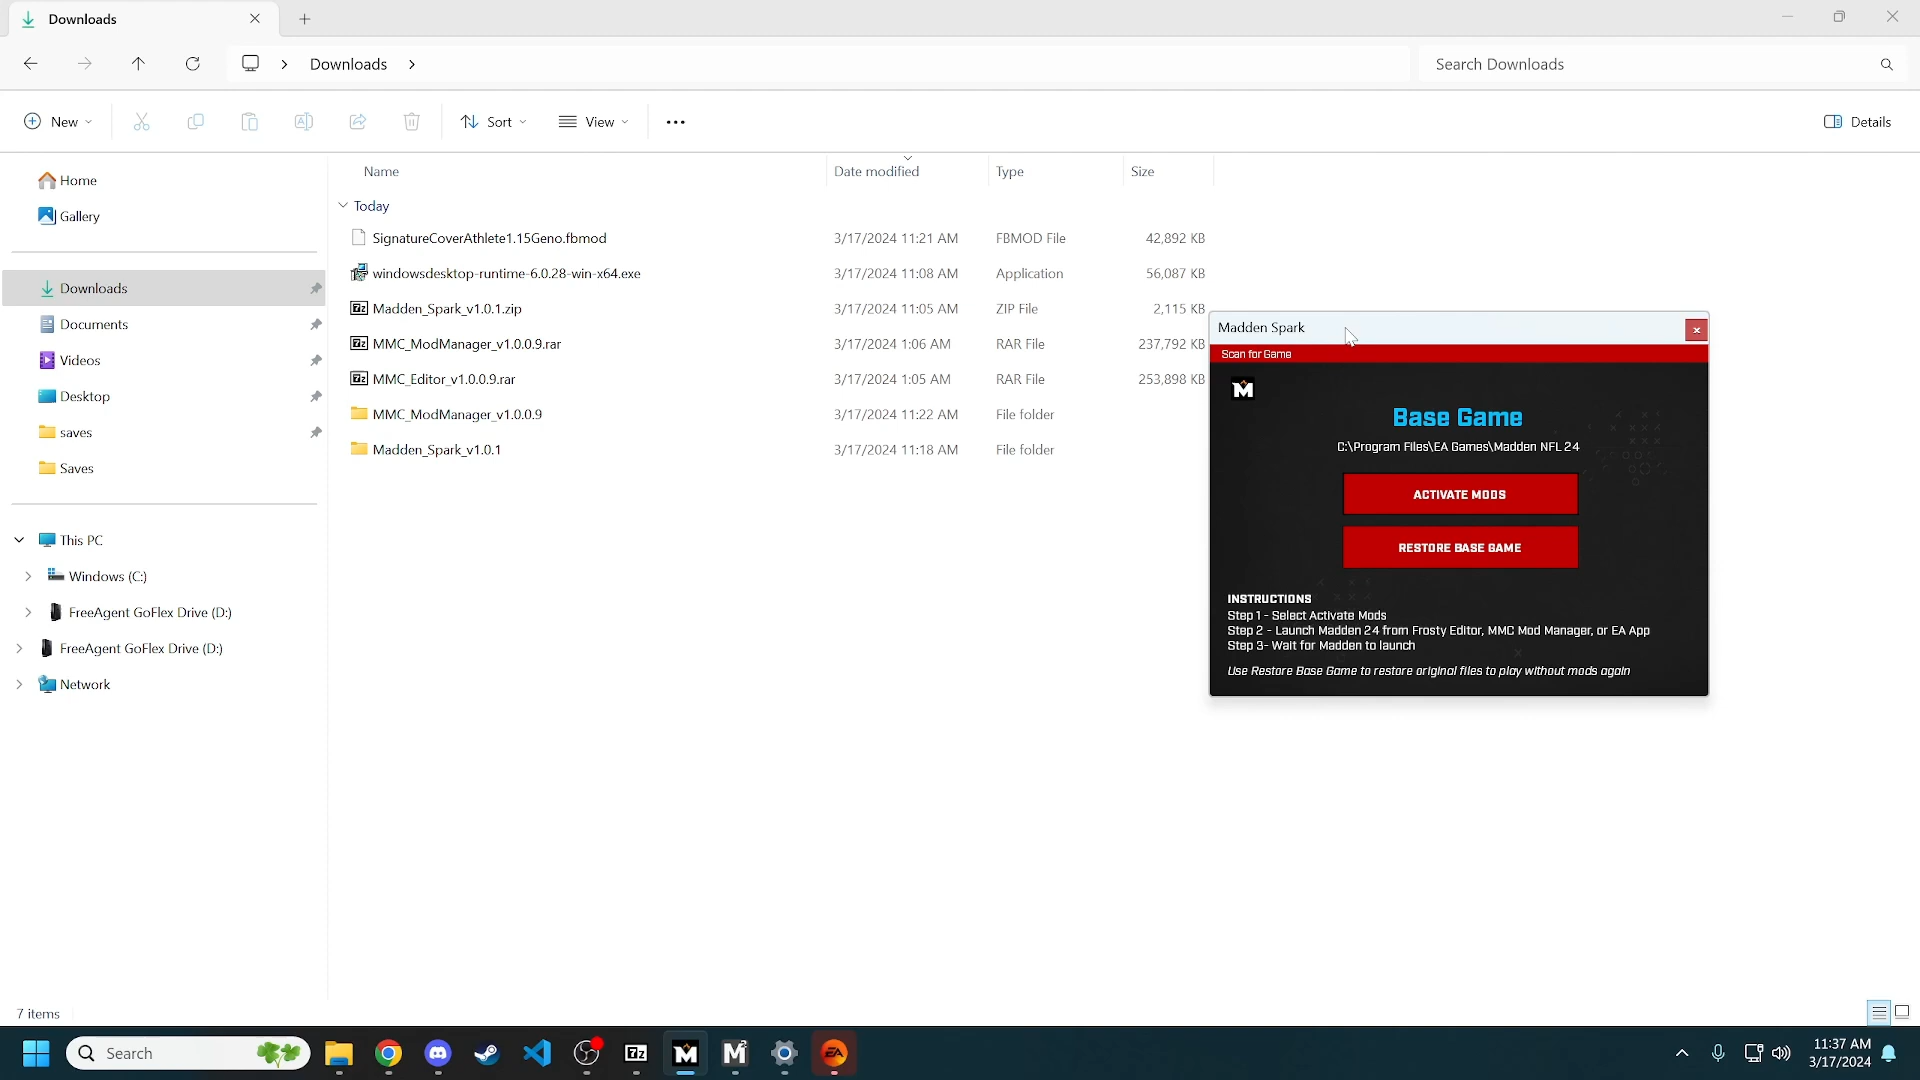 Downloads
Downloads
Search Downloads
New
Sort
View
Details
Home
Gallery
Downloads
Documents
Videos
Desktop
saves
Saves
This PC
Windows (C:)
FreeAgent GoFlex Drive (D:)
FreeAgent GoFlex Drive (D:)
Network
Name Date modified Type Size
Today
SignatureCoverAthlete1.15Geno.fbmod 3/17/2024 11:21 AM FBMOD File 42,892 KB
windowsdesktop-runtime-6.0.28-win-x64.exe 3/17/2024 11:08 AM Application 56,087 KB
Madden_Spark_v1.0.1.zip 3/17/2024 11:05 AM ZIP File 2,115 KB
MMC_ModManager_v1.0.0.9.rar 3/17/2024 1:06 AM RAR File 237,792 KB
MMC_Editor_v1.0.0.9.rar 3/17/2024 1:05 AM RAR File 253,898 KB
MMC_ModManager_v1.0.0.9 3/17/2024 11:22 AM File folder
Madden_Spark_v1.0.1 3/17/2024 11:18 AM File folder
Madden Spark
Scan for Game
M
Base Game
C:\Program Files\EA Games\Madden NFL 24
ACTIVATE MODS
RESTORE BASE GAME
INSTRUCTIONS
Step 1 - Select Activate Mods
Step 2 - Launch Madden 24 from Frosty Editor, MMC Mod Manager, or EA App
Step 3- Wait for Madden to launch
Use Restore Base Game to restore original files to play without mods again
7 items
Search
7z
M
M
EA
11:37 AM
3/17/2024